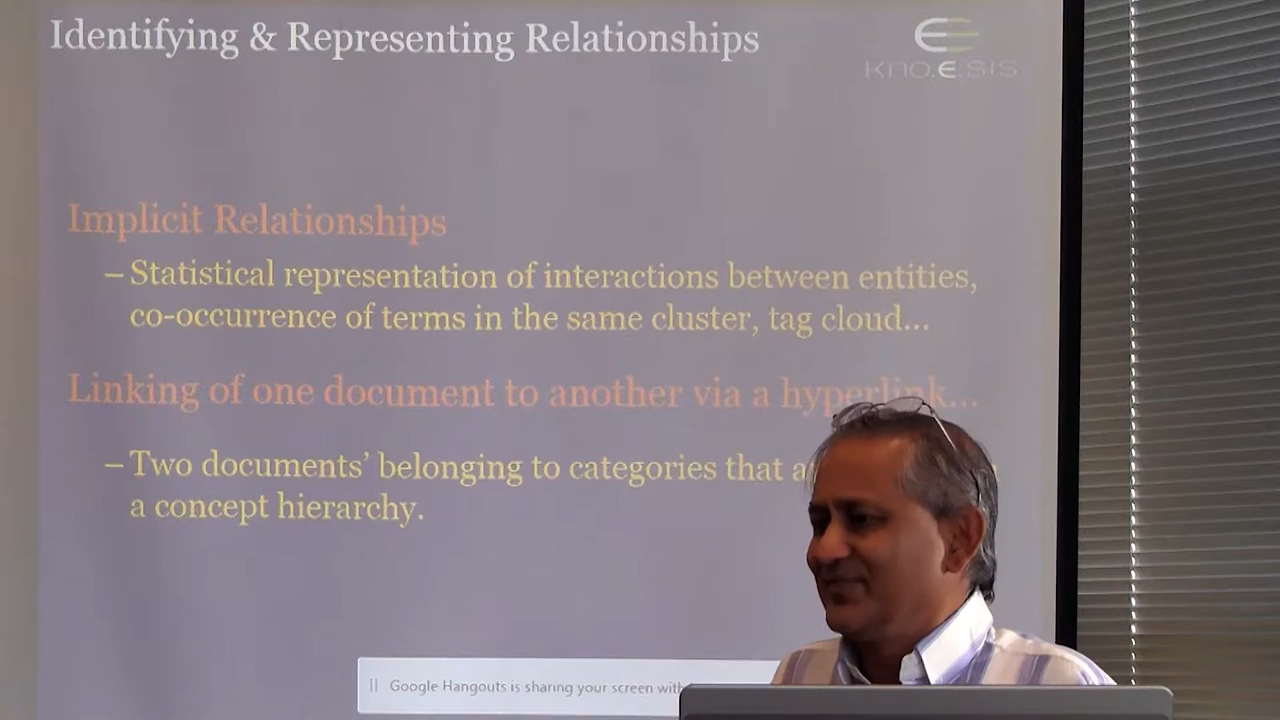 Identifying & Representing Relationships
KNO.E.SIS
Implicit Relationships
– Statistical representation of interactions between entities,
co-occurrence of terms in the same cluster, tag cloud...
Linking of one document to another via a hyperlink...
– Two documents’ belonging to categories that
a concept hierarchy.
Google Hangouts is sharing your screen with